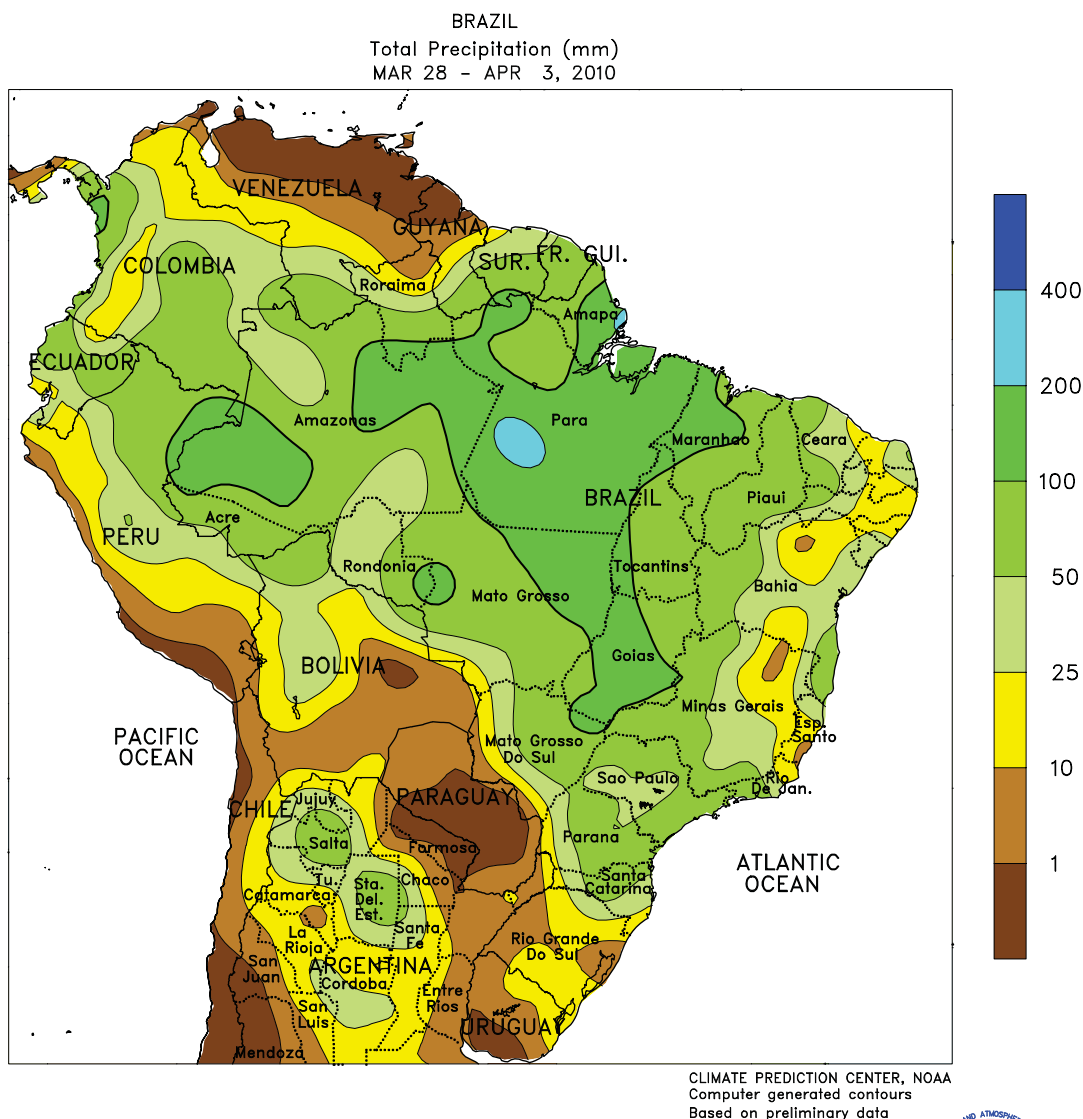 BRAZIL
Total Precipitation (mm)
MAR 28 - APR 3, 2010
VENEZUELA
GUYANA
SUR.
FR. GUI.
COLOMBIA
Roraima
Amapa
ECUADOR
Amazonas
Para
Maranhao
Ceara
BRAZIL
Piaui
Acre
PERU
Rondonia
Tocantins
Mato Grosso
Bahia
Goias
BOLIVIA
Minas Gerais
Esp.
Santo
PACIFIC
OCEAN
Mato Grosso
Do Sul
Sao Paulo
Rio
De Jan.
CHILE
Jujuy
PARAGUAY
Salta
Formosa
Parana
ATLANTIC
OCEAN
Tu.
Sta.
Del.
Est.
Chaco
Santa
Catarina
Catamarca
Santa
Fe
La
Rioja
Rio Grande
Do Sul
San
Juan
ARGENTINA
Cordoba
Entre
Rios
San
Luis
URUGUAY
Mendoza
400
200
100
50
25
10
1
CLIMATE PREDICTION CENTER, NOAA
Computer generated contours
Based on preliminary data
AND ATMOSPHE